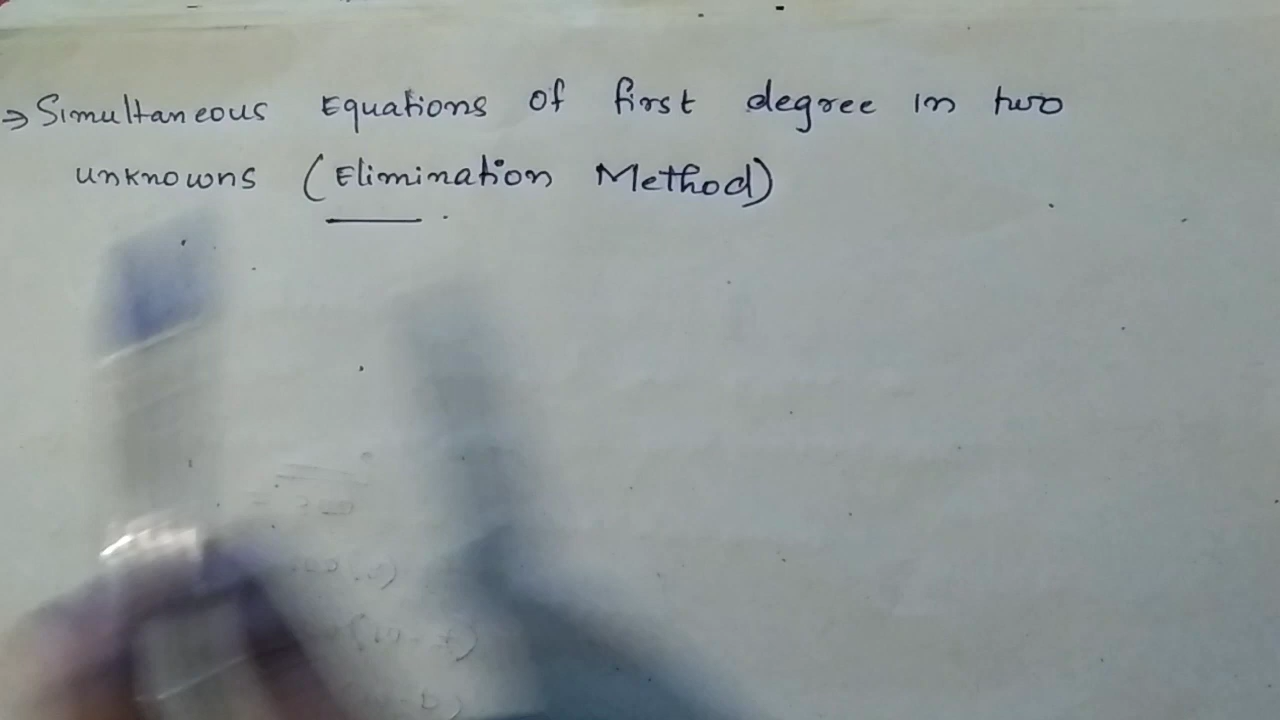 ⇒ Simultaneous Equations of first degree in two
unknowns (Elimination Method)